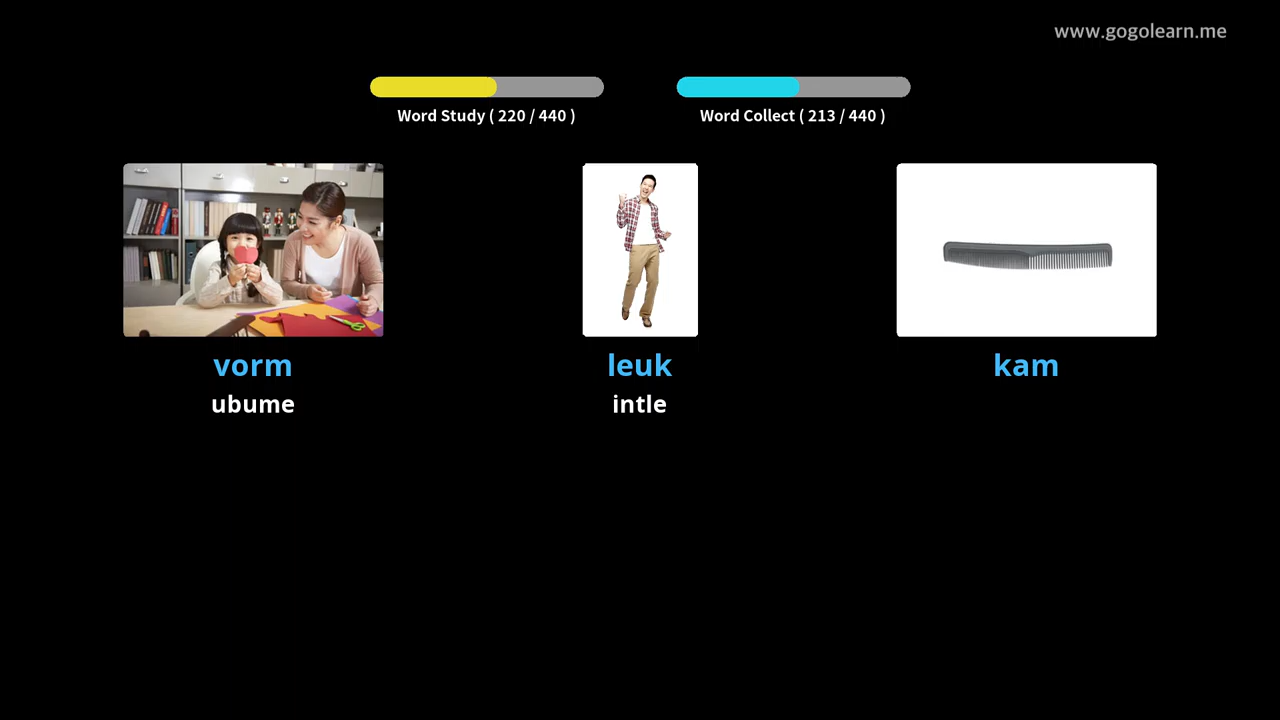 www.gogolearn.me
Word Study ( 220 / 440 )
Word Collect ( 213 / 440 )
vorm
ubume
leuk
intle
kam